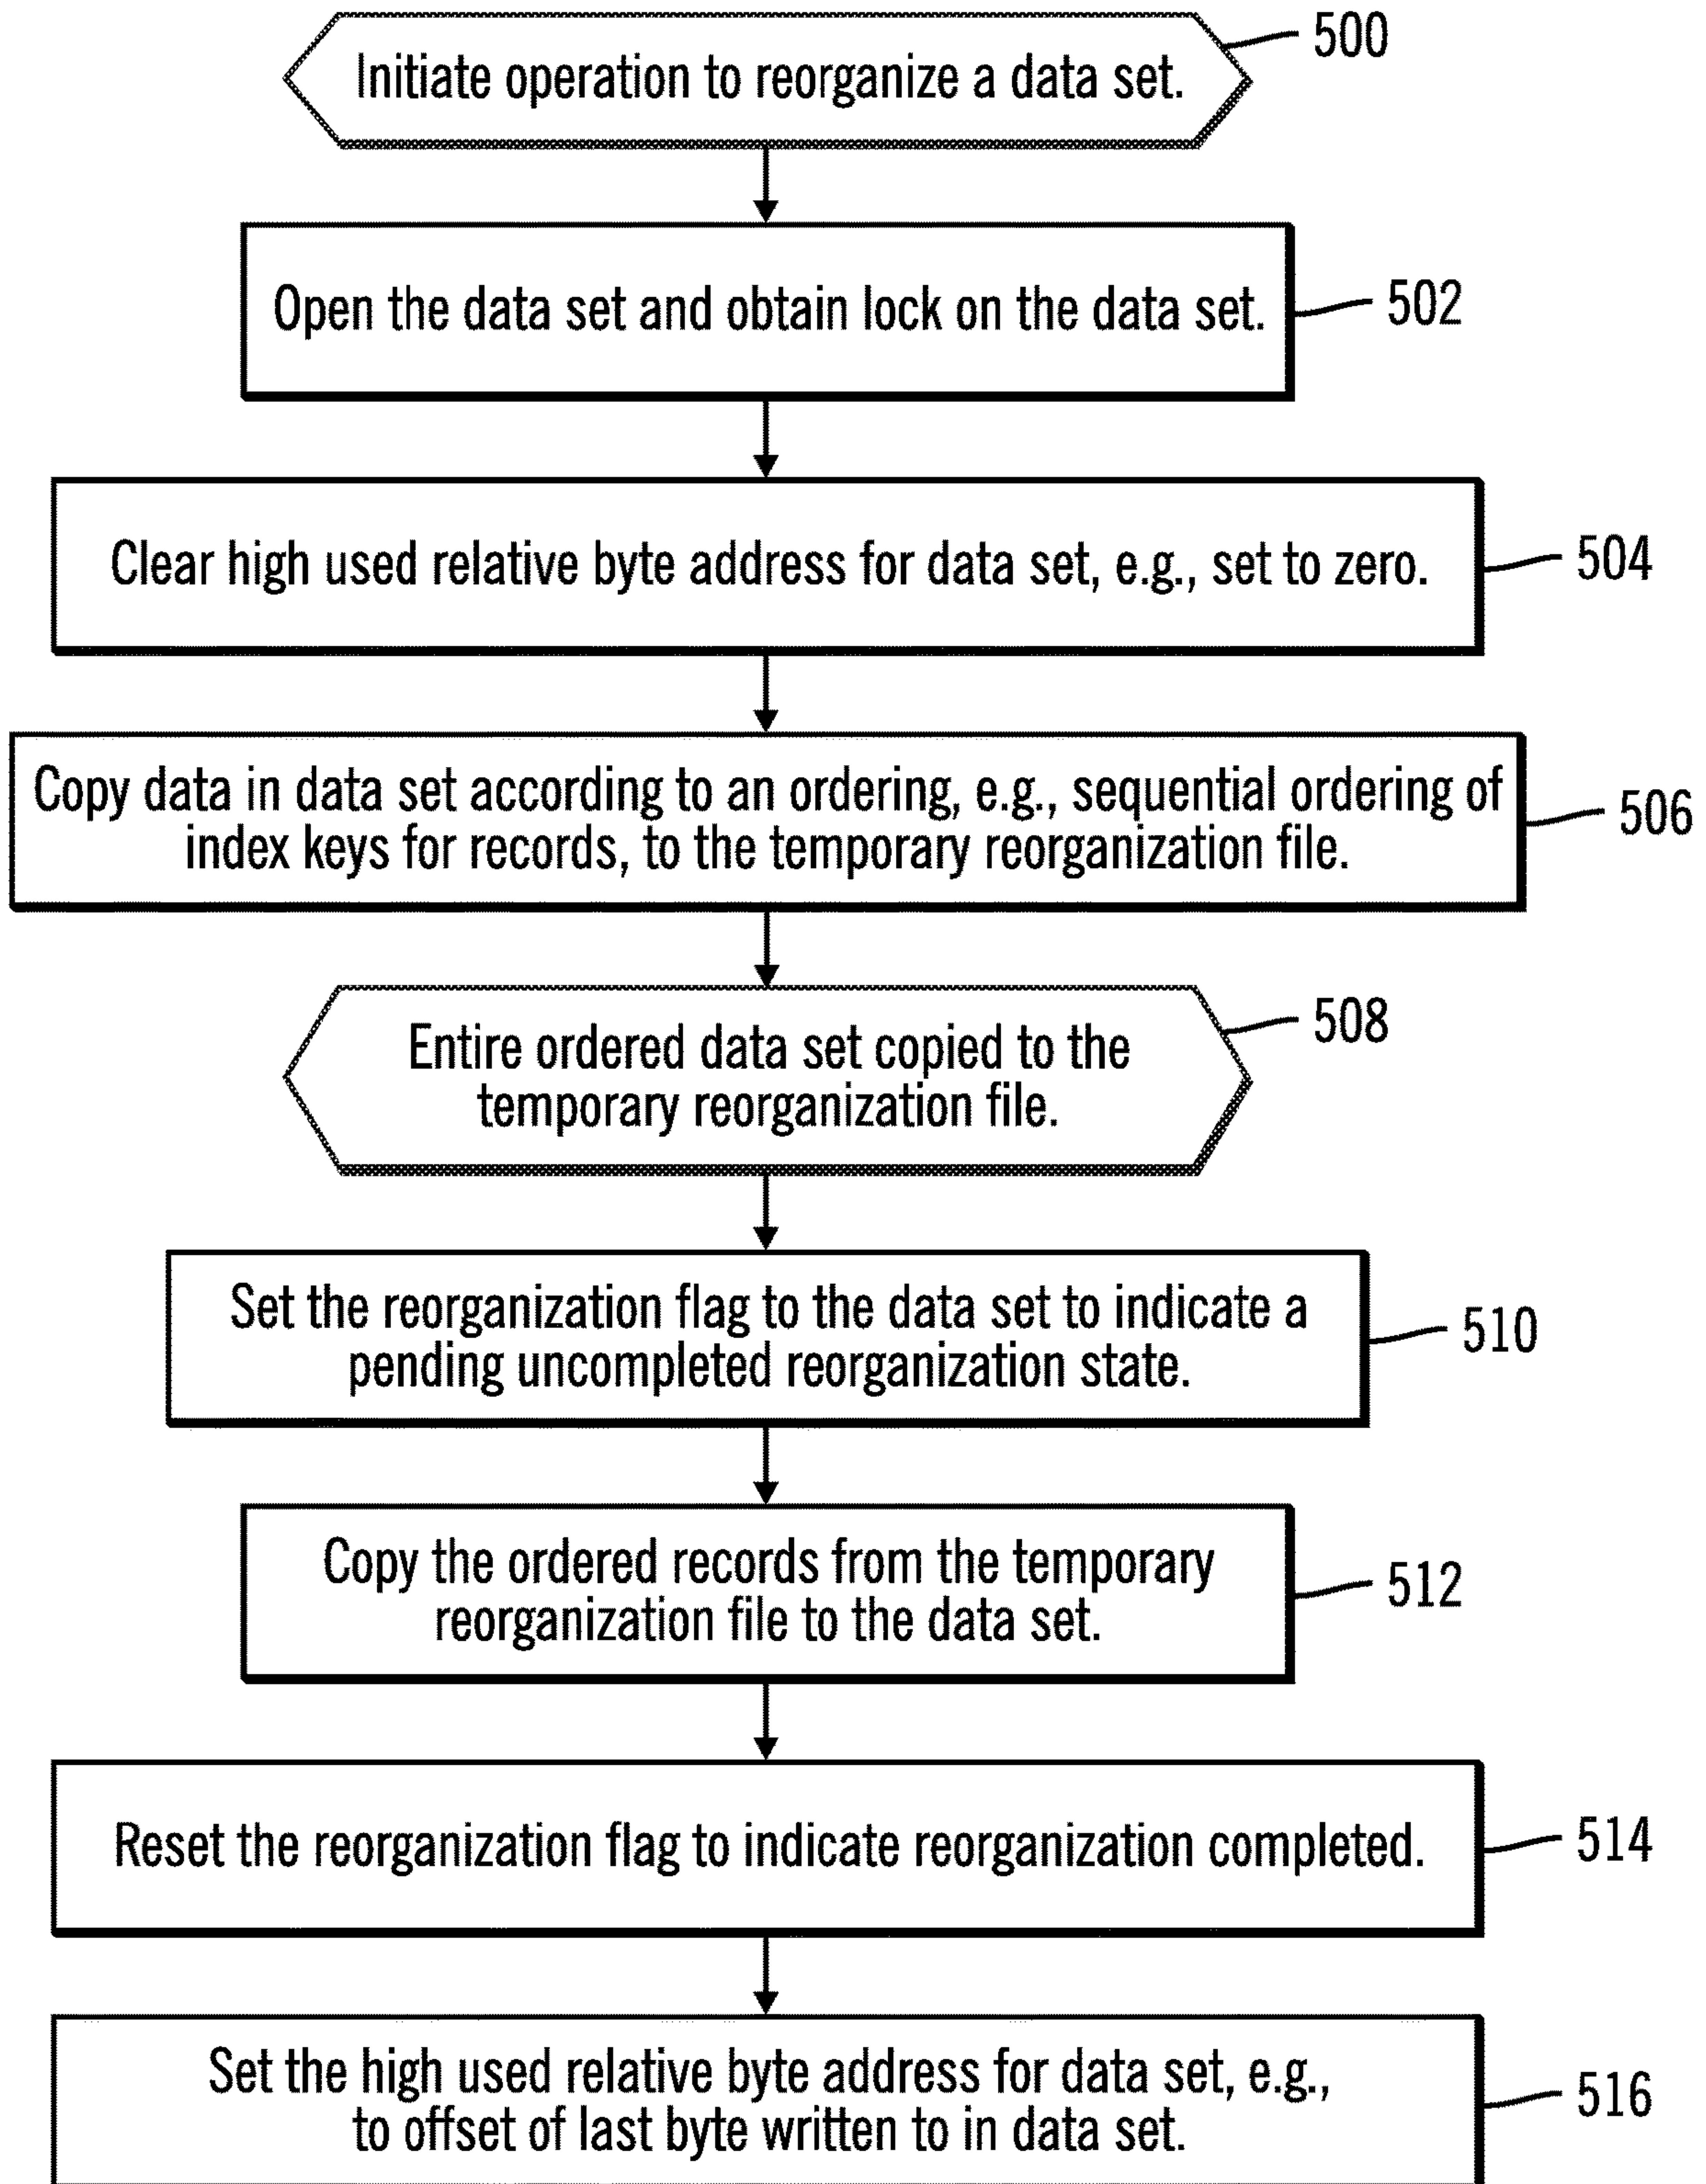 Initiate operation to reorganize a data set.
500
Open the data set and obtain lock on the data set.
502
Clear high used relative byte address for data set, e.g., set to zero.
504
Copy data in data set according to an ordering, e.g., sequential ordering of
index keys for records, to the temporary reorganization file.
506
Entire ordered data set copied to the
temporary reorganization file.
508
Set the reorganization flag to the data set to indicate a
pending uncompleted reorganization state.
510
Copy the ordered records from the temporary
reorganization file to the data set.
512
Reset the reorganization flag to indicate reorganization completed.
514
Set the high used relative byte address for data set, e.g.,
to offset of last byte written to in data set.
516